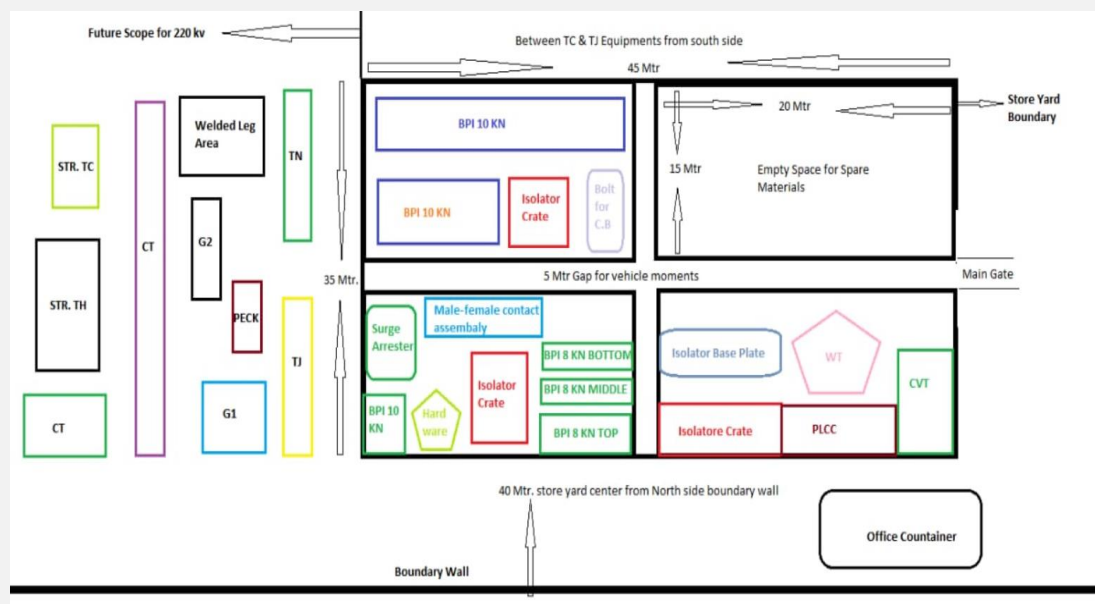 Future Scope for 220 kv
Between TC & TJ Equipments from south side
45 Mtr
STR. TC
CT
Welded Leg
Area
TN
BPI 10 KN
20 Mtr
Store Yard
Boundary
15 Mtr
Empty Space for Spare
Materials
BPI 10 KN
Isolator
Crate
Bolt
for
C.B
G2
STR. TH
35 Mtr.
5 Mtr Gap for vehicle moments
Main Gate
PECK
TJ
Surge
Arrester
Male-female contact
assembaly
BPI 8 KN BOTTOM
Isolator Base Plate
WT
Isolator
Crate
BPI 8 KN MIDDLE
CVT
CT
G1
BPI 10
KN
Hard
ware
BPI 8 KN TOP
Isolatore Crate
PLCC
40 Mtr. store yard center from North side boundary wall
Office Countainer
Boundary Wall